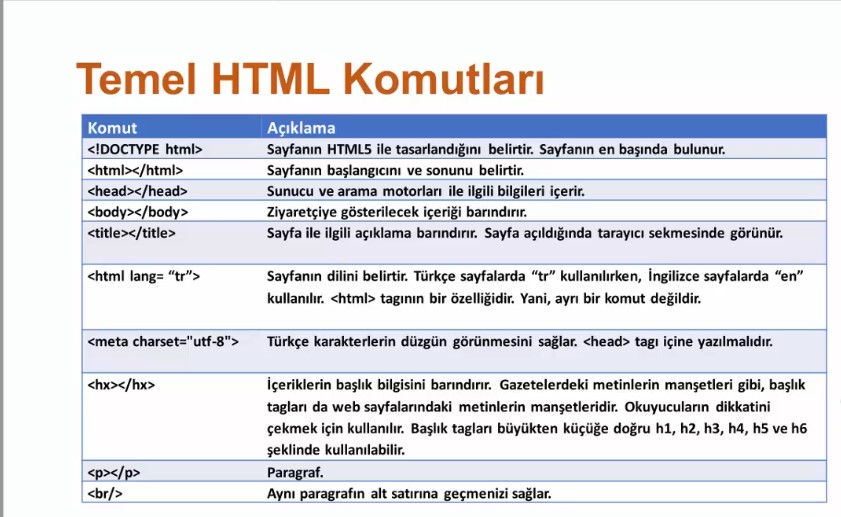 Temel HTML Komutları
Komut Açıklama
<!DOCTYPE html> Sayfanın HTML5 ile tasarlandığını belirtir. Sayfanın en başında bulunur.
<html></html> Sayfanın başlangıcını ve sonunu belirtir.
<head></head> Sunucu ve arama motorları ile ilgili bilgileri içerir.
<body></body> Ziyaretçiye gösterilecek içeriği barındırır.
<title></title> Sayfa ile ilgili açıklama barındırır. Sayfa açıldığında tarayıcı sekmesinde görünür.
<html lang= “tr”> Sayfanın dilini belirtir. Türkçe sayfalarda “tr” kullanılırken, İngilizce sayfalarda “en”
kullanılır. <html> tagının bir özelliğidir. Yani, ayrı bir komut değildir.
<meta charset="utf-8"> Türkçe karakterlerin düzgün görünmesini sağlar. <head> tagı içine yazılmalıdır.
<hx></hx> İçeriklerin başlık bilgisini barındırır. Gazetelerdeki metinlerin manşetleri gibi, başlık
tagları da web sayfalarındaki metinlerin manşetleridir. Okuyucuların dikkatini
çekmek için kullanılır. Başlık tagları büyükten küçüğe doğru h1, h2, h3, h4, h5 ve h6
şeklinde kullanılabilir.
<p></p> Paragraf.
<br/> Aynı paragrafın alt satırına geçmenizi sağlar.